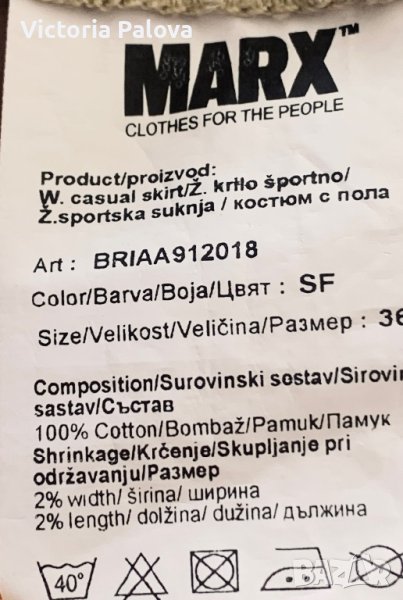 Victoria Palova
MARX™
CLOTHES FOR THE PEOPLE
Product/proizvod:
W. casual skirt/Ž. krilo športno/
Ž.sportska suknja / костюм с пола
Art : BRIAA912018
Color/Barva/Boja/Цвят : SF
Size/Velikost/Veličina/Размер : 36
Composition/Surovinski sestav/Sirovin
sastav/Състав
100% Cotton/Bombaž/Pamuk/Памук
Shrinkage/Krčenje/Skupljanje pri
održavanju/Размер
2% width/ širina/ ширина
2% length/ dolžina/ dužina/ дължина
40°